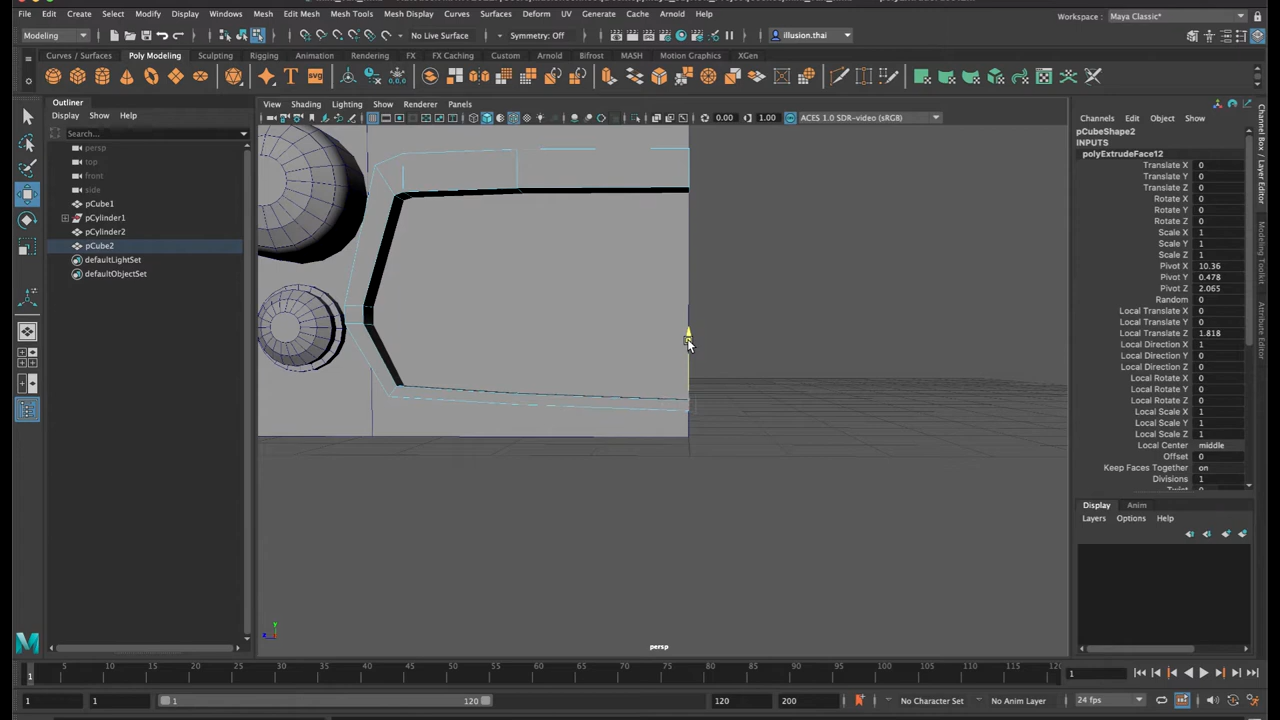 File Edit Create Select Modify Display Windows Mesh Edit Mesh Mesh Tools Mesh Display Curves Surfaces Deform UV Generate Cache Arnold Help
Workspace : Maya Classic*
Modeling
No Live Surface
Symmetry: Off
illusion.thai
Curves / Surfaces Poly Modeling Sculpting Rigging Animation Rendering FX FX Caching Custom Arnold Bifrost MASH Motion Graphics XGen
Outliner
Display Show Help
Search...
persp
top
front
side
pCube1
pCylinder1
pCylinder2
pCube2
defaultLightSet
defaultObjectSet
View Shading Lighting Show Renderer Panels
0.00 1.00 ACES 1.0 SDR-video (sRGB)
persp
Channels Edit Object Show
pCubeShape2
INPUTS
polyExtrudeFace12
Translate X 0
Translate Y 0
Translate Z 0
Rotate X 0
Rotate Y 0
Rotate Z 0
Scale X 1
Scale Y 1
Scale Z 1
Pivot X 10.36
Pivot Y 0.478
Pivot Z 2.065
Random 0
Local Translate X 0
Local Translate Y 0
Local Translate Z 1.818
Local Direction X 1
Local Direction Y 0
Local Direction Z 0
Local Rotate X 0
Local Rotate Y 0
Local Rotate Z 0
Local Scale X 1
Local Scale Y 1
Local Scale Z 1
Local Center middle
Offset 0
Keep Faces Together on
Divisions 1
Display Anim
Layers Options Help
Channel Box / Layer Editor
Modeling Toolkit
Attribute Editor
5 10 15 20 25 30 35 40 45 50 55 60 65 70 75 80 85 90 95 100 105 110 115 120
1
1
1 1 1 120 120 200
No Character Set
No Anim Layer
24 fps